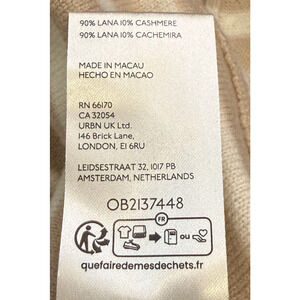 90% LANA 10% CASHMERE
90% LANA 10% CACHEMIRA
MADE IN MACAU
HECHO EN MACAO
RN 66170
CA 32054
URBN UK Ltd.
146 Brick Lane,
LONDON, E1 6RU
LEIDSESTRAAT 32, 1017 PB
AMSTERDAM, NETHERLANDS
OB2137448
FR
ou
quefairedemesdechets.fr